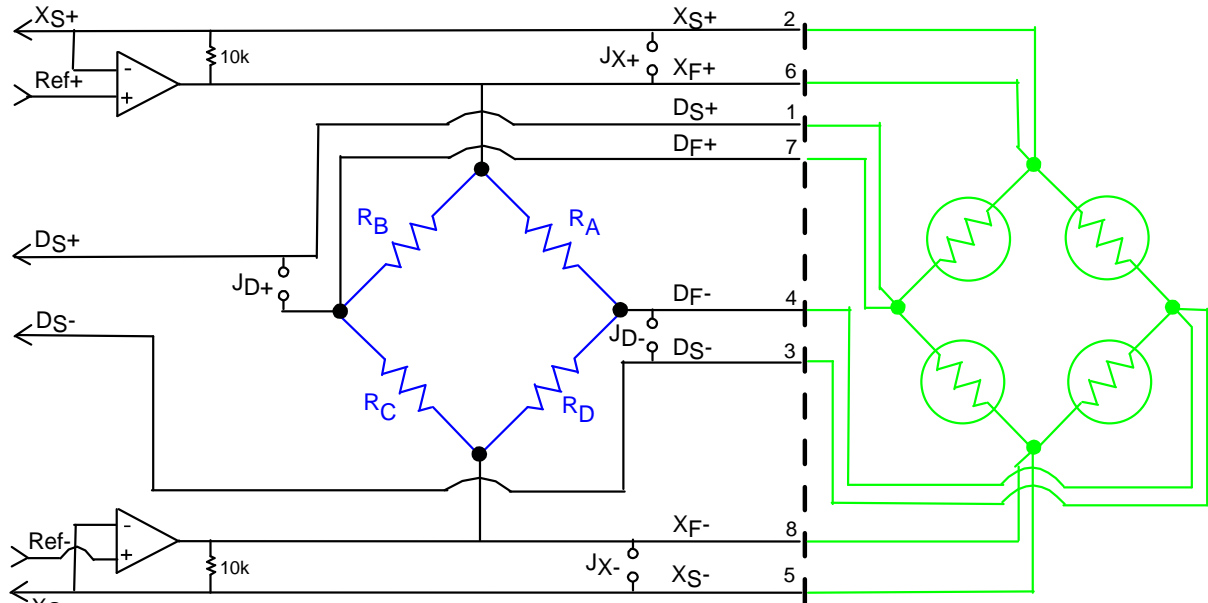 XS+
XS+
2
10k
JX+
Ref+
-
+
XF+
6
DS+
1
DF+
7
RB
RA
DS+
JD+
DF-
4
DS-
JD-
DS-
3
RC
RD
-
XF-
8
Ref-
+
10k
JX-
XS-
5